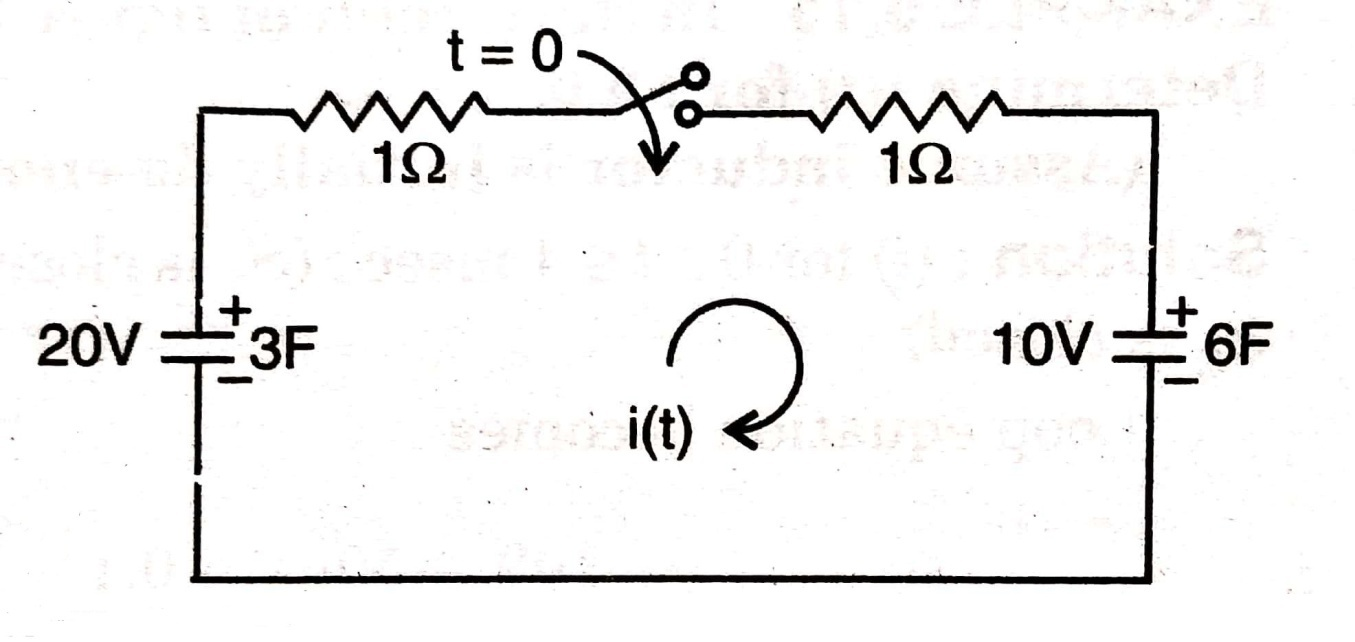 t = 0
1Ω 1Ω
20V + 3F - 10V + 6F -
i(t)